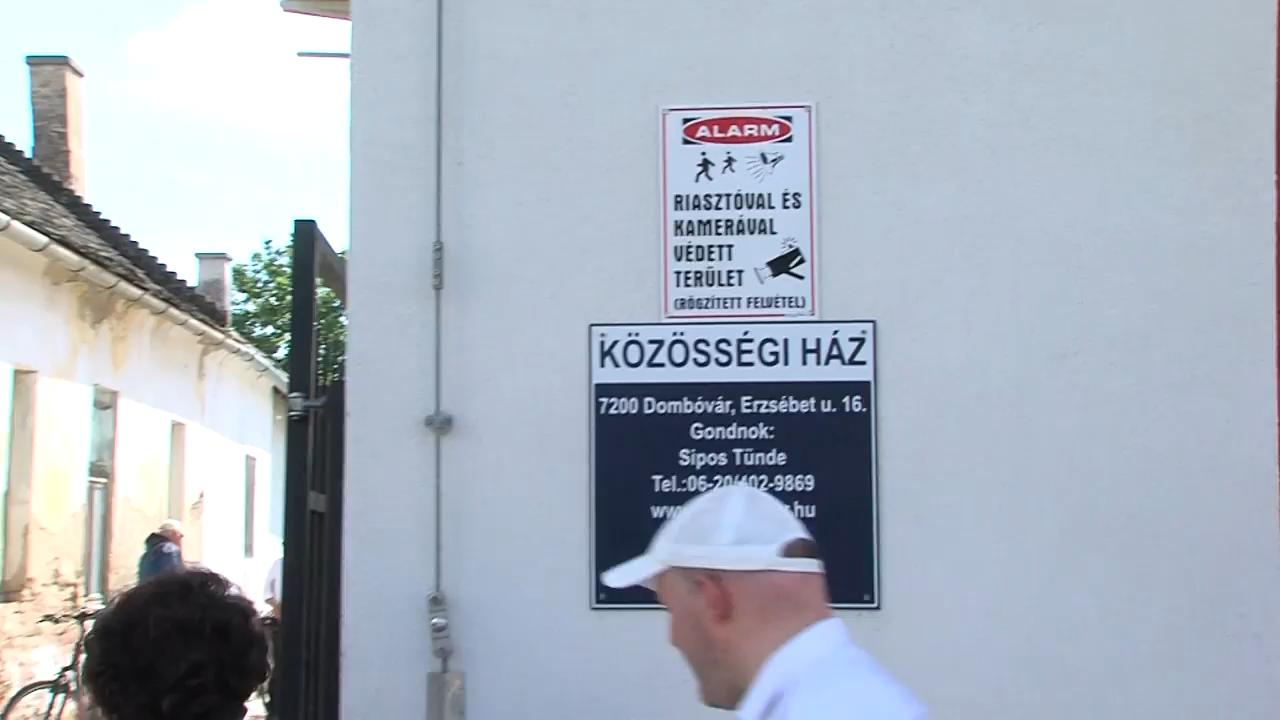 ALARM
RIASZTÓVAL ÉS
KAMERÁVAL
VÉDETT
TERÜLET
(RÖGZÍTETT FELVÉTEL)
KÖZÖSSÉGI HÁZ
7200 Dombóvár, Erzsébet u. 16.
Gondnok:
Sipos Tünde
Tel.:06-20/402-9869